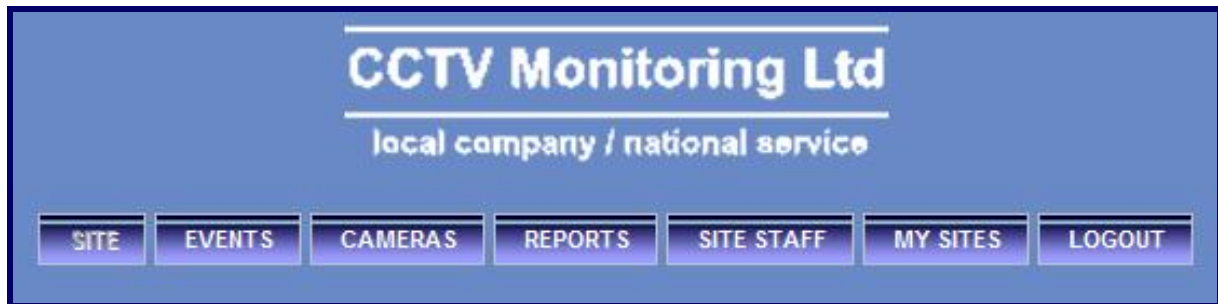 CCTV Monitoring Ltd
local company / national service
SITE EVENTS CAMERAS REPORTS SITE STAFF MY SITES LOGOUT